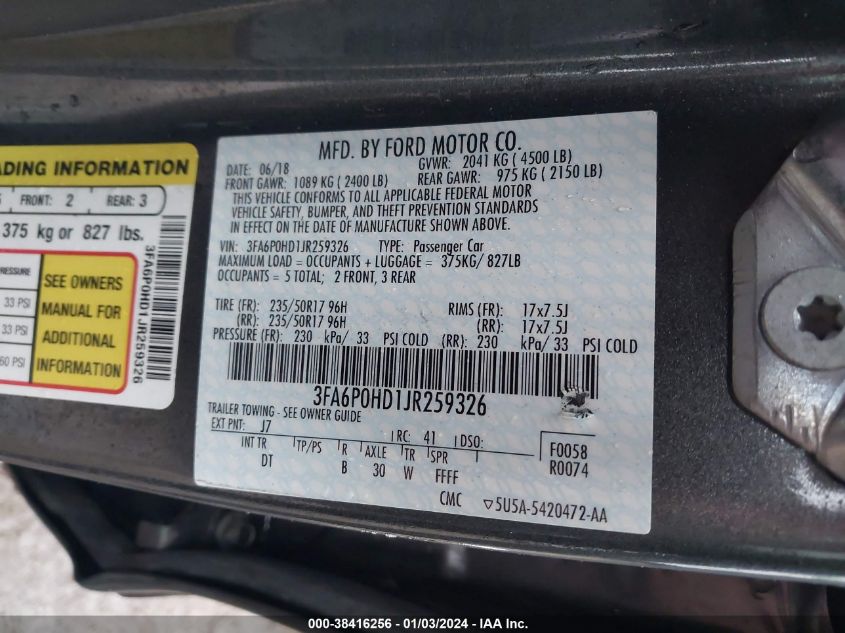 ADING INFORMATION
FRONT: 2 REAR: 3
375 kg or 827 lbs.
PRESSURE
33 PSI
33 PSI
60 PSI
SEE OWNERS
MANUAL FOR
ADDITIONAL
INFORMATION
3FA6P0HD1JR259326
MFD. BY FORD MOTOR CO.
DATE: 06/18 GVWR: 2041 KG ( 4500 LB)
FRONT GAWR: 1089 KG ( 2400 LB) REAR GAWR: 975 KG ( 2150 LB)
THIS VEHICLE CONFORMS TO ALL APPLICABLE FEDERAL MOTOR
VEHICLE SAFETY, BUMPER, AND THEFT PREVENTION STANDARDS
IN EFFECT ON THE DATE OF MANUFACTURE SHOWN ABOVE.
VIN: 3FA6P0HD1JR259326 TYPE: Passenger Car
MAXIMUM LOAD = OCCUPANTS + LUGGAGE = 375KG/ 827LB
OCCUPANTS = 5 TOTAL; 2 FRONT, 3 REAR
TIRE (FR): 235/50R17 96H RIMS (FR): 17x7.5J
(RR): 235/50R17 96H (RR): 17x7.5J
PRESSURE (FR): 230 kPa/ 33 PSI COLD (RR): 230 kPa/ 33 PSI COLD
3FA6P0HD1JR259326
TRAILER TOWING - SEE OWNER GUIDE
EXT PNT: J7 RC: 41 DSO:
INT TR TP/PS R AXLE TR SPR
DT B 30 W FFFF
F0058
R0074
CMC ▽5U5A-5420472-AA
000-38416256 - 01/03/2024 - IAA Inc.